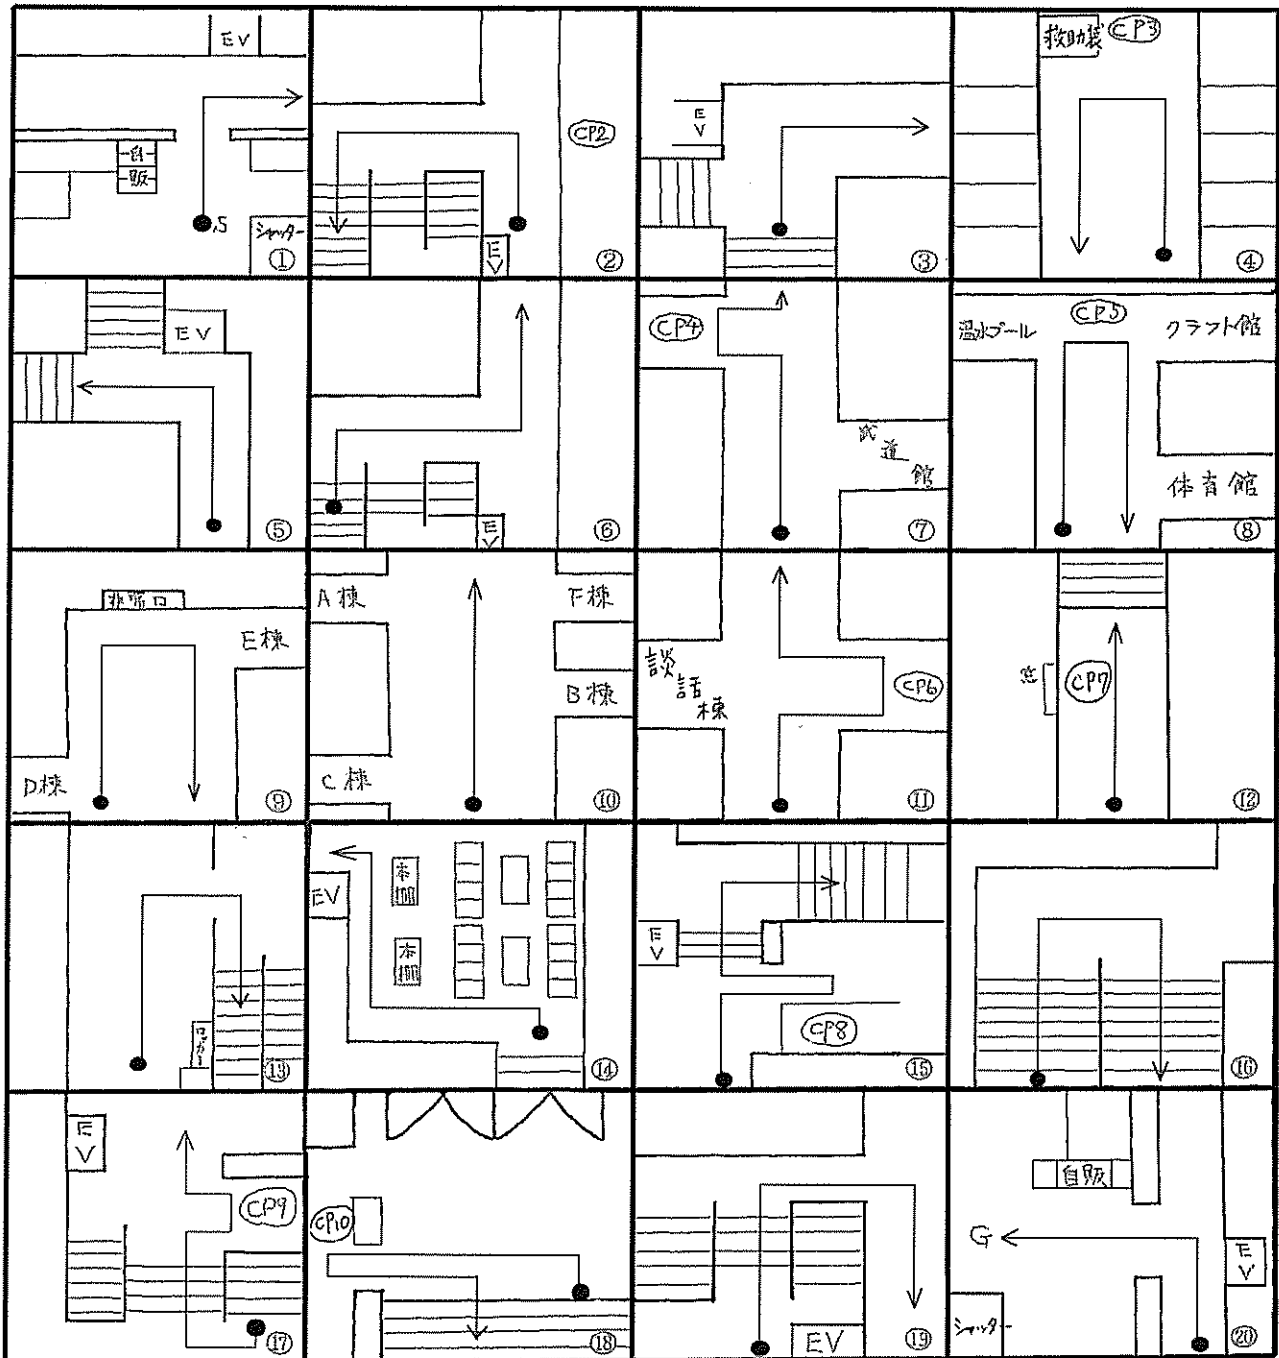 EV
自
販
.S
シャッター
①
CP2
EV
②
EV
③
救助袋
CP3
④
EV
⑤
EV
⑥
CP4
武道館
⑦
温水プール
CP5
クラフト館
体育館
⑧
非常口
E棟
D棟
⑨
A棟
F棟
B棟
C棟
⑩
談話棟
CP6
⑪
窓
CP7
⑫
ロッカー
⑬
EV
本棚
本棚
⑭
EV
CP8
⑮
⑯
EV
CP9
⑰
CP10
⑱
EV
⑲
自販
G
EV
シャッター
⑳